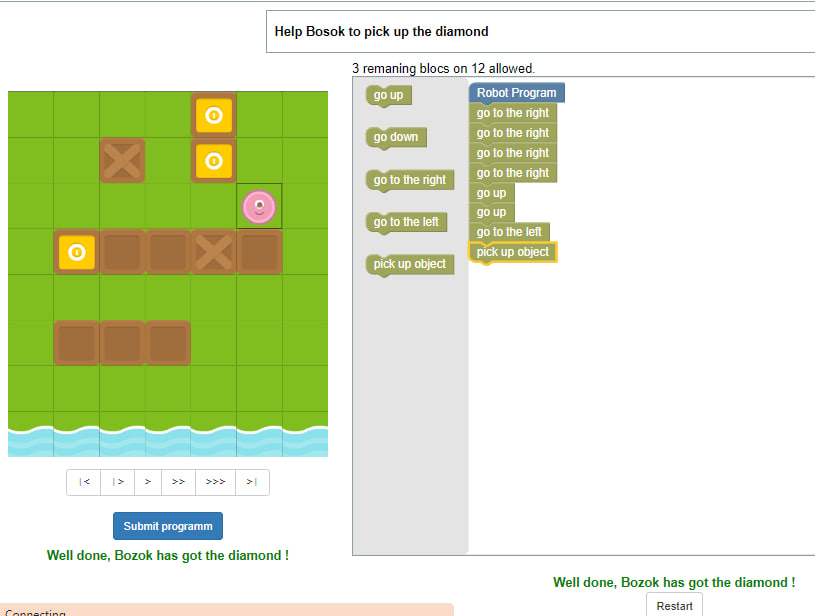 Help Bosok to pick up the diamond
3 remaning blocs on 12 allowed.
go up
go down
go to the right
go to the left
pick up object
Robot Program
go to the right
go to the right
go to the right
go to the right
go up
go up
go to the left
pick up object
|< |> > >> >>> >|
Submit programm
Well done, Bozok has got the diamond !
Well done, Bozok has got the diamond !
Restart
Connecting